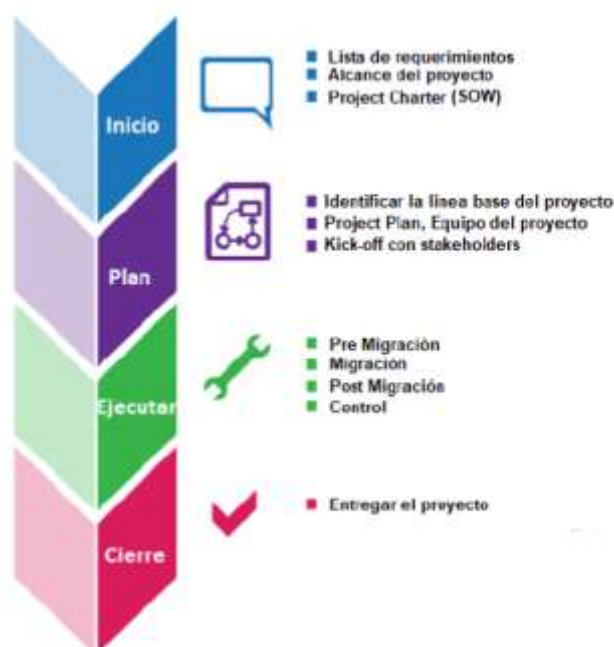 Inicio
Lista de requerimientos
Alcance del proyecto
Project Charter (SOW)
Plan
Identificar la linea base del proyecto
Project Plan, Equipo del proyecto
Kick-off con stakeholders
Ejecutar
Pre Migración
Migración
Post Migración
Control
Cierre
Entregar el proyecto